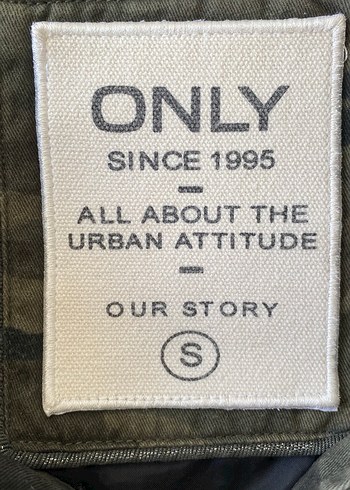 ONLY
SINCE 1995
ALL ABOUT THE
URBAN ATTITUDE
OUR STORY
S